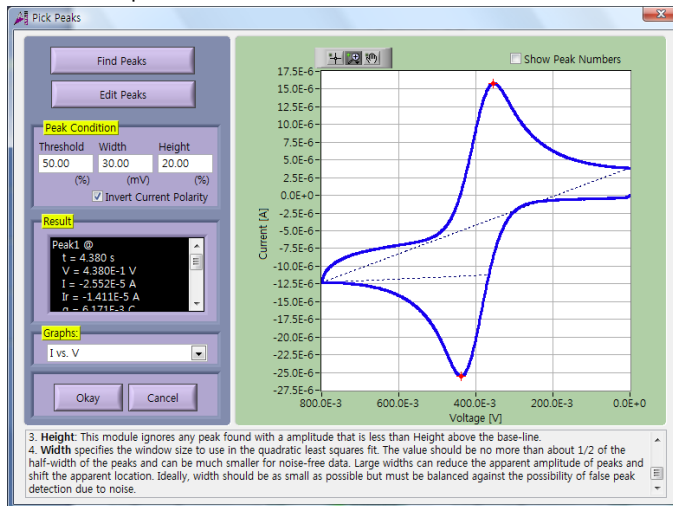 Pick Peaks
Find Peaks
Edit Peaks
Peak Condition
Threshold Width Height
50.00 30.00 20.00
(%) (mV) (%)
Invert Current Polarity
Result
Peak1 @
t = 4.380 s
V = 4.380E-1 V
I = -2.552E-5 A
Ir = -1.411E-5 A
q = 6.171E-3 C
Graphs:
I vs. V
Okay Cancel
Show Peak Numbers
17.5E-6
15.0E-6
12.5E-6
10.0E-6
7.5E-6
5.0E-6
2.5E-6
0.0E+0
-2.5E-6
-5.0E-6
-7.5E-6
-10.0E-6
-12.5E-6
-15.0E-6
-17.5E-6
-20.0E-6
-22.5E-6
-25.0E-6
-27.5E-6
Current [A]
800.0E-3 600.0E-3 400.0E-3 200.0E-3 0.0E+0
Voltage [V]
3. Height: This module ignores any peak found with a amplitude that is less than Height above the base-line.
4. Width specifies the window size to use in the quadratic least squares fit. The value should be no more than about 1/2 of the
half-width of the peaks and can be much smaller for noise-free data. Large widths can reduce the apparent amplitude of peaks and
shift the apparent location. Ideally, width should be as small as possible but must be balanced against the possibility of false peak
detection due to noise.